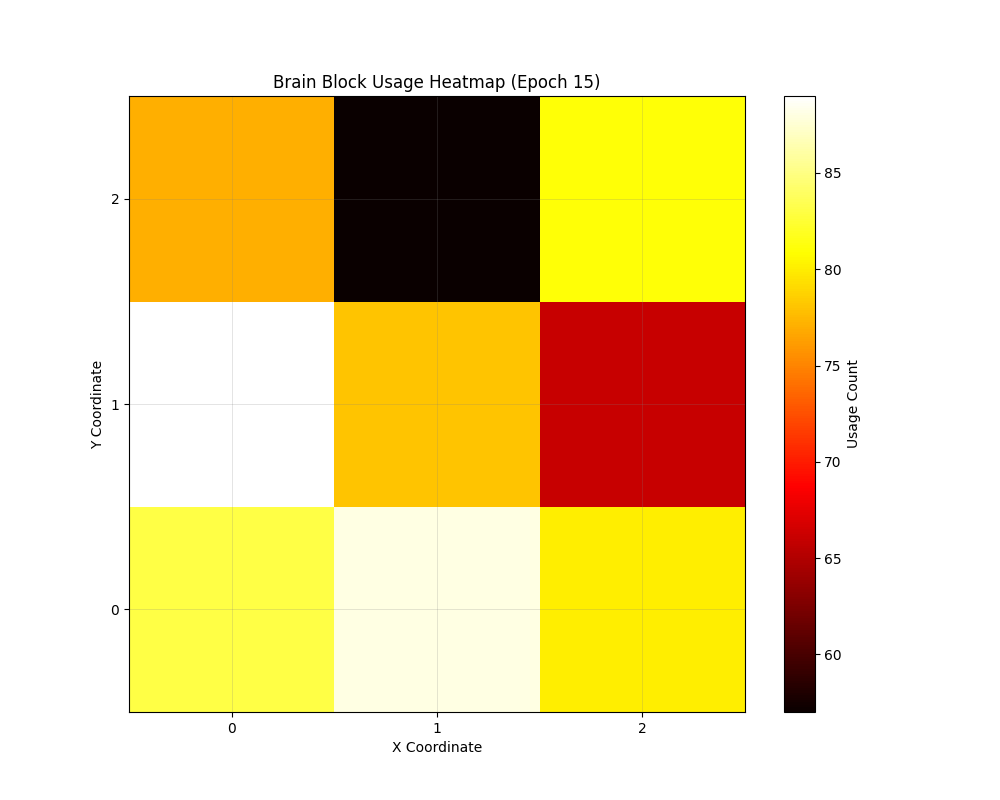 Brain Block Usage Heatmap (Epoch 15)
2
1
0
Y Coordinate
0 1 2
X Coordinate
85
80
75
70
65
60
Usage Count